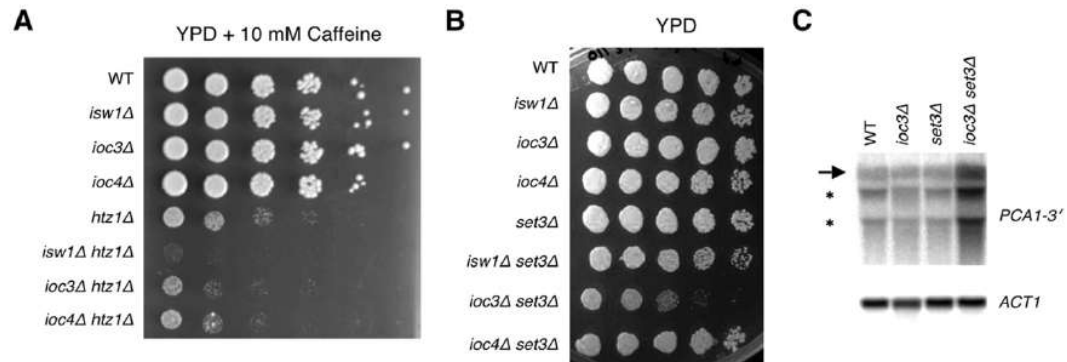 A
YPD + 10 mM Caffeine
WT
isw1Δ
ioc3Δ
ioc4Δ
htz1Δ
isw1Δ htz1Δ
ioc3Δ htz1Δ
ioc4Δ htz1Δ
B
YPD
WT
isw1Δ
ioc3Δ
ioc4Δ
set3Δ
isw1Δ set3Δ
ioc3Δ set3Δ
ioc4Δ set3Δ
C
WT
ioc3Δ
set3Δ
ioc3Δ set3Δ
*
*
PCA1-3′
ACT1